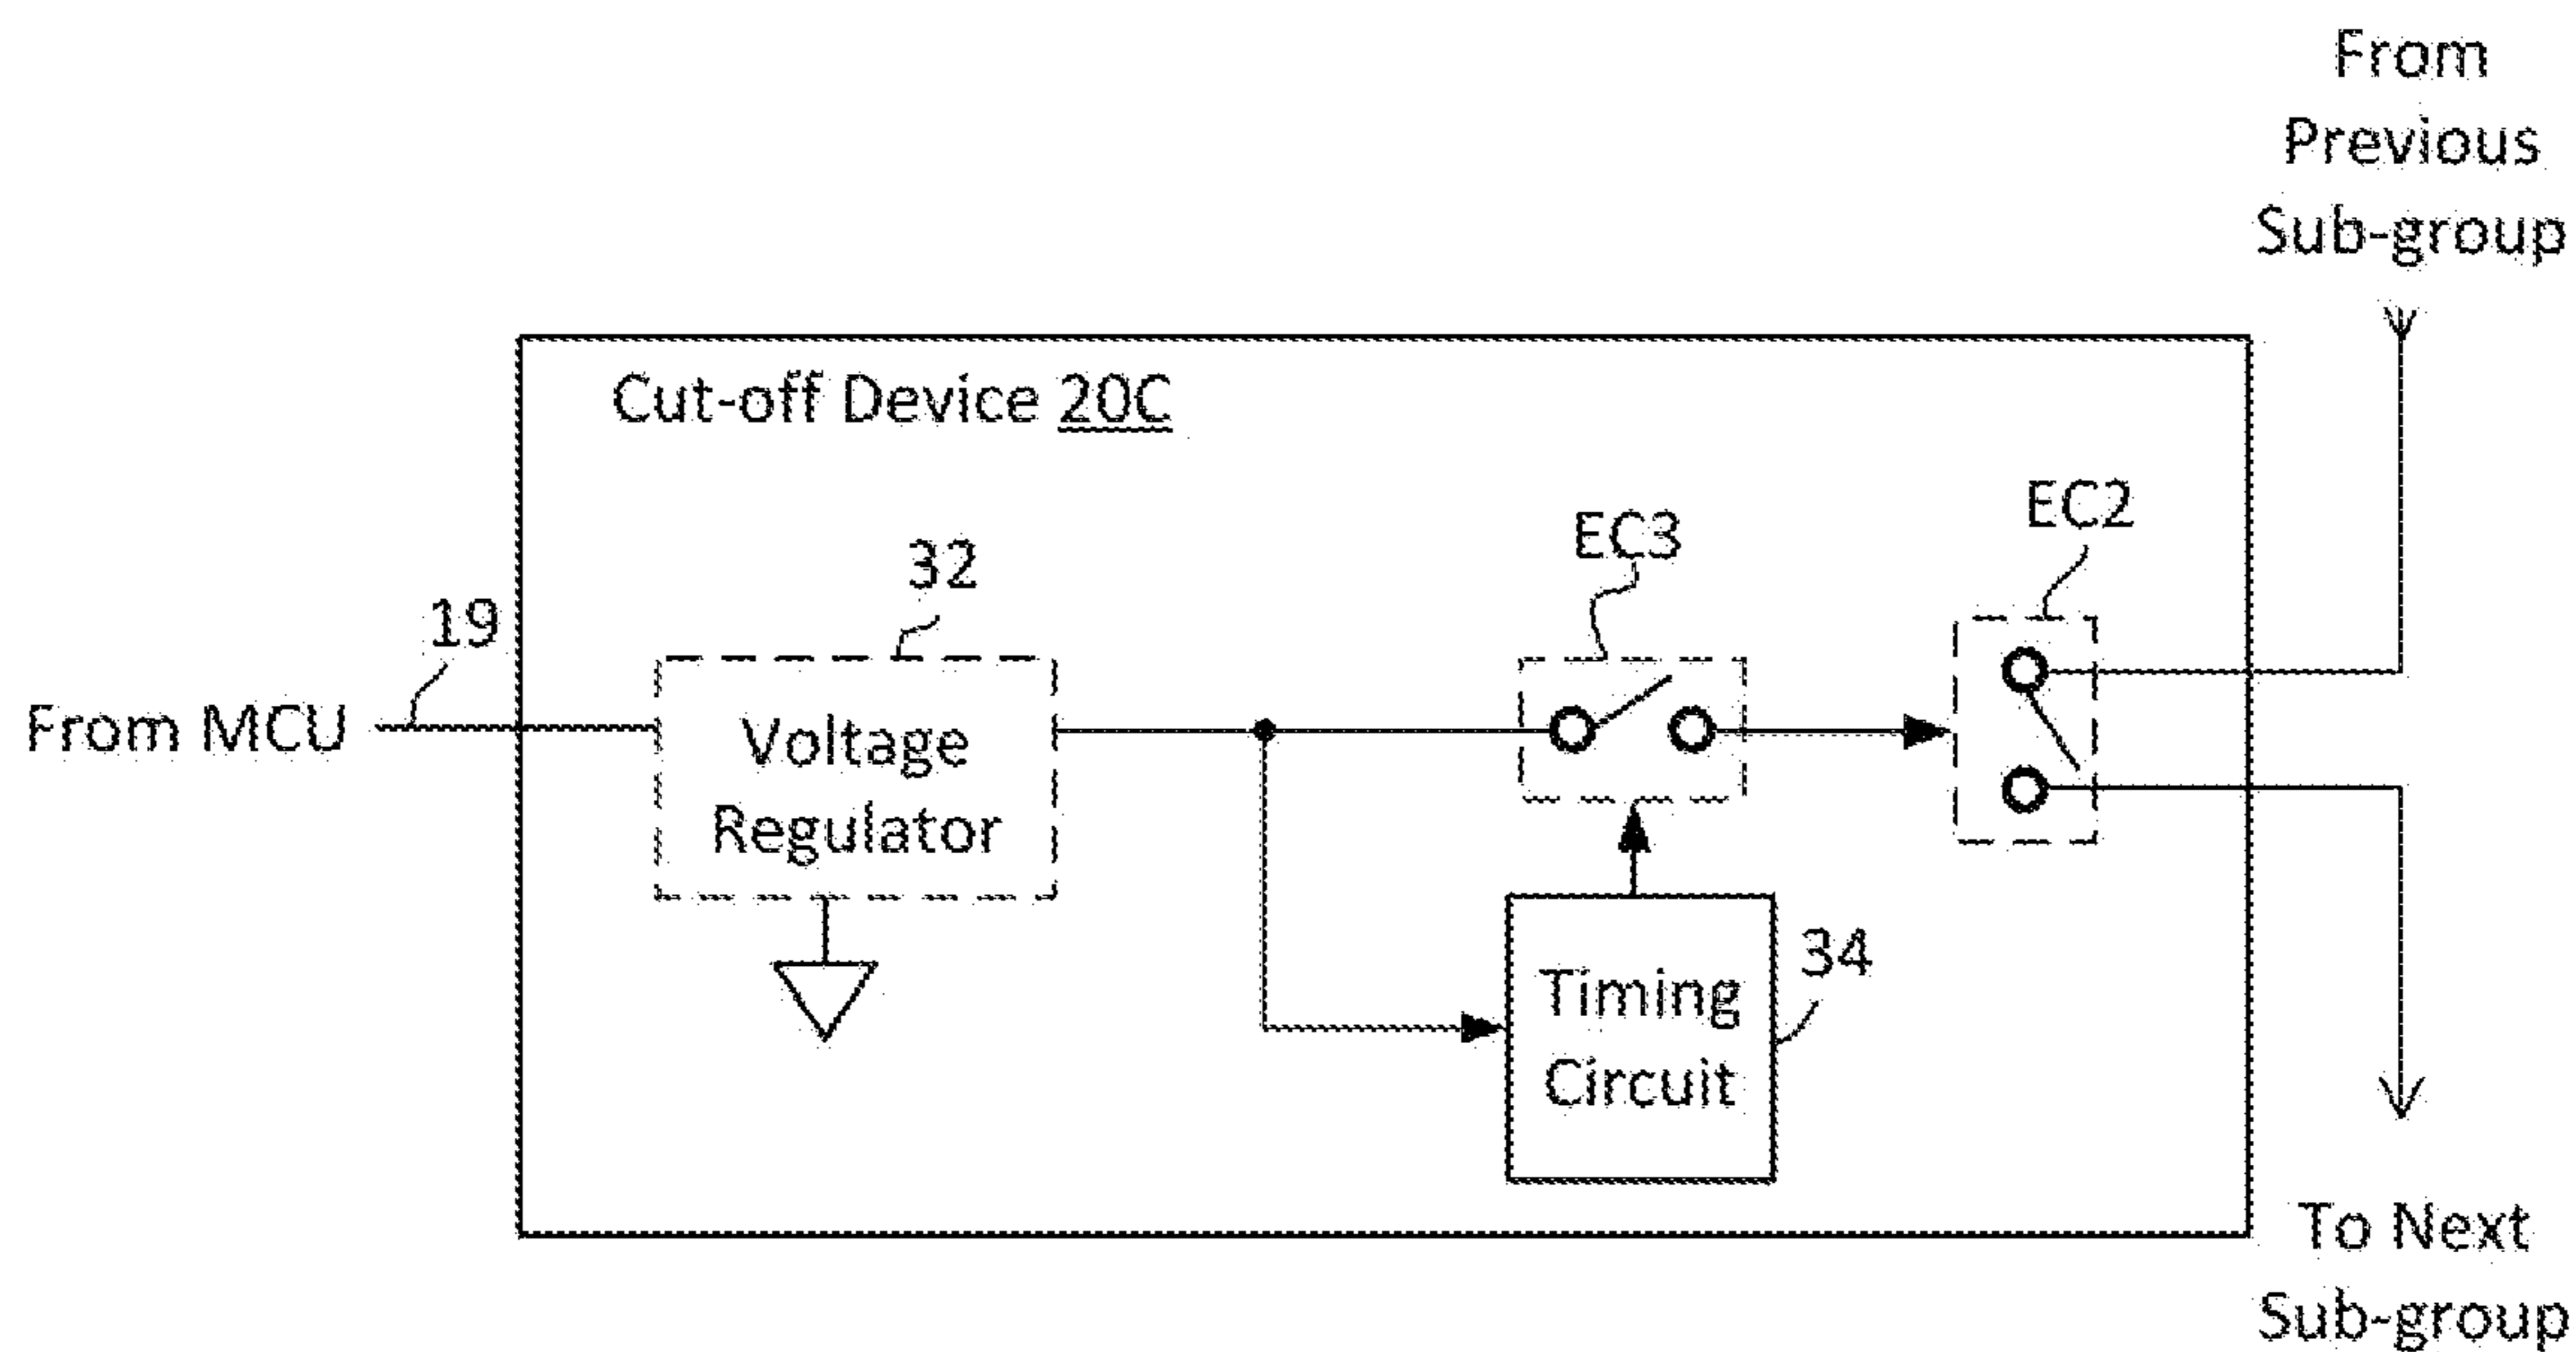 From
Previous
Sub-group
Cut-off Device 20C
EC2
EC3
32
19
From MCU
Voltage
Regulator
34
Timing
Circuit
To Next
Sub-group